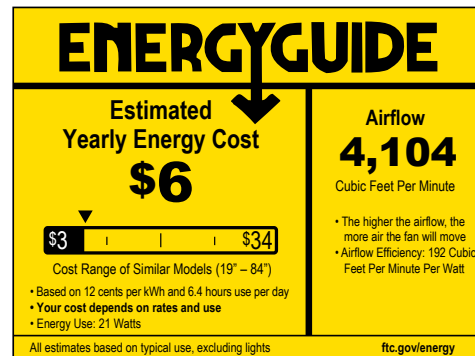 ENERGYGUIDE
Estimated
Yearly Energy Cost
$6
$3
$34
Cost Range of Similar Models (19" – 84")
• Based on 12 cents per kWh and 6.4 hours use per day
• Your cost depends on rates and use
• Energy Use: 21 Watts
All estimates based on typical use, excluding lights
Airflow
4,104
Cubic Feet Per Minute
• The higher the airflow, the
more air the fan will move
• Airflow Efficiency: 192 Cubic
Feet Per Minute Per Watt
ftc.gov/energy